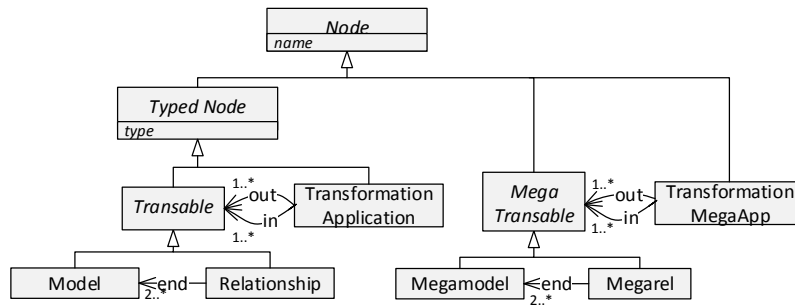 Node
name
Typed Node
type
Transable
1..*
out
in
1..*
Transformation
Application
Mega
Transable
1..*
out
in
1..*
Transformation
MegaApp
Model
end
2..*
Relationship
Megamodel
end
2..*
Megarel